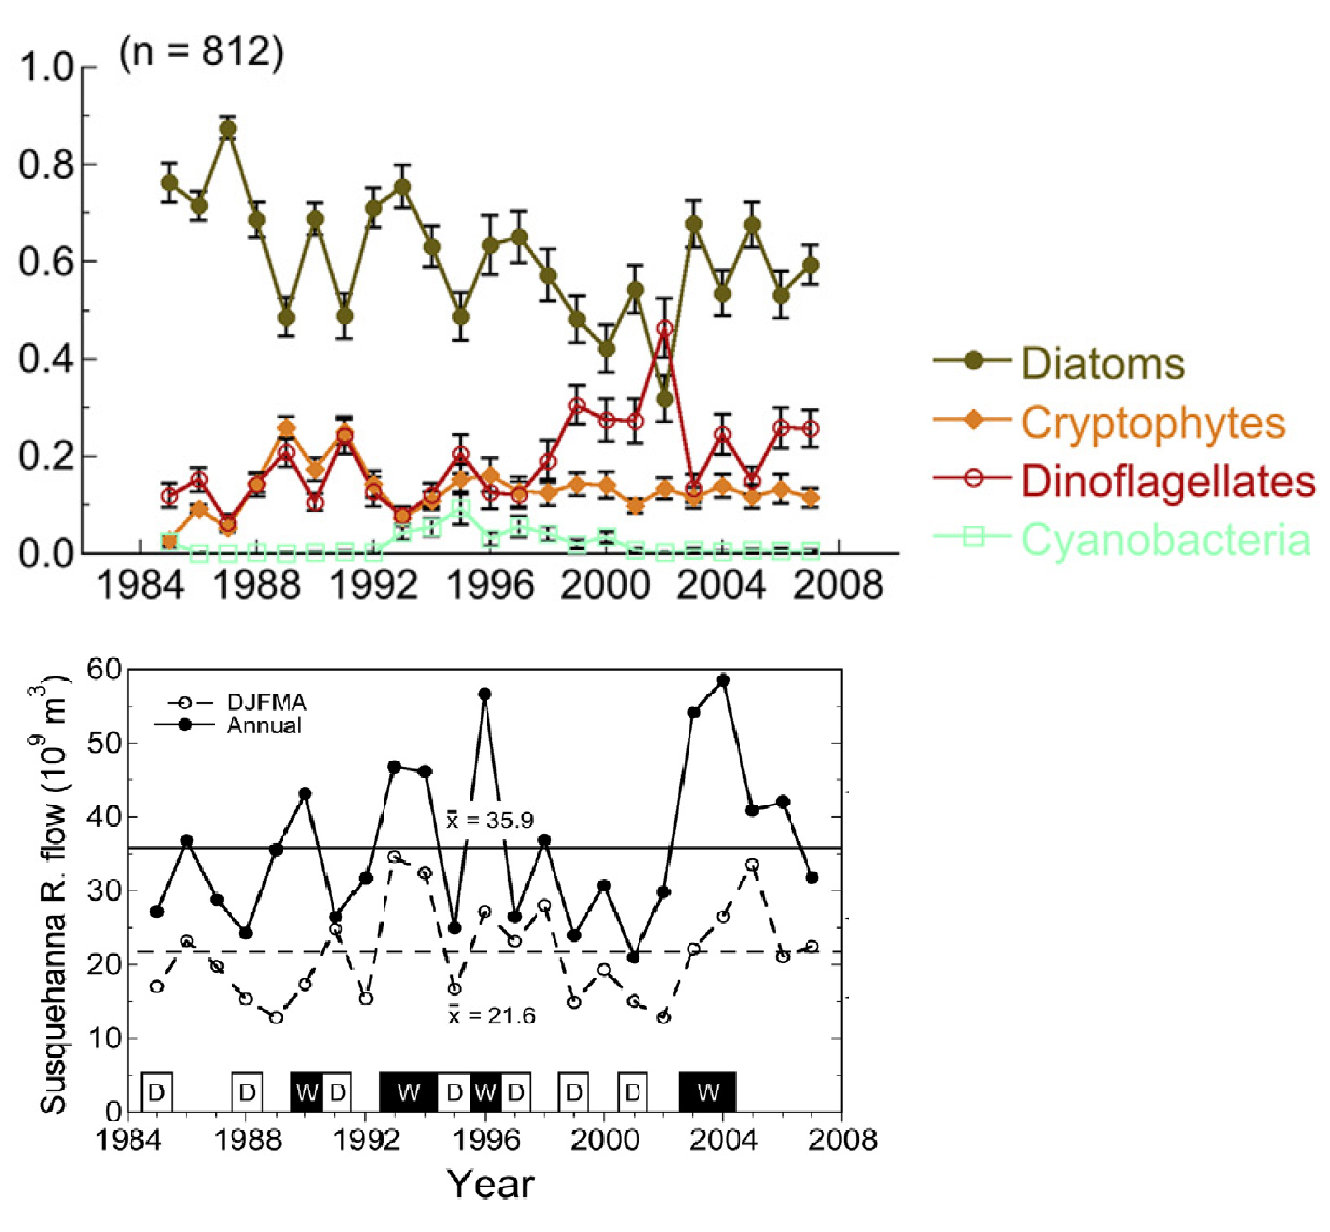 (n = 812)
1.0
0.8
0.6
0.4
0.2
0.0
1984 1988 1992 1996 2000 2004 2008
Diatoms
Cryptophytes
Dinoflagellates
Cyanobacteria
Susquehanna R. flow (10⁹ m³)
60
50
40
30
20
10
0
DJFMA
Annual
x̄ = 35.9
x̄ = 21.6
D D W D W D W D D D W
1984 1988 1992 1996 2000 2004 2008
Year